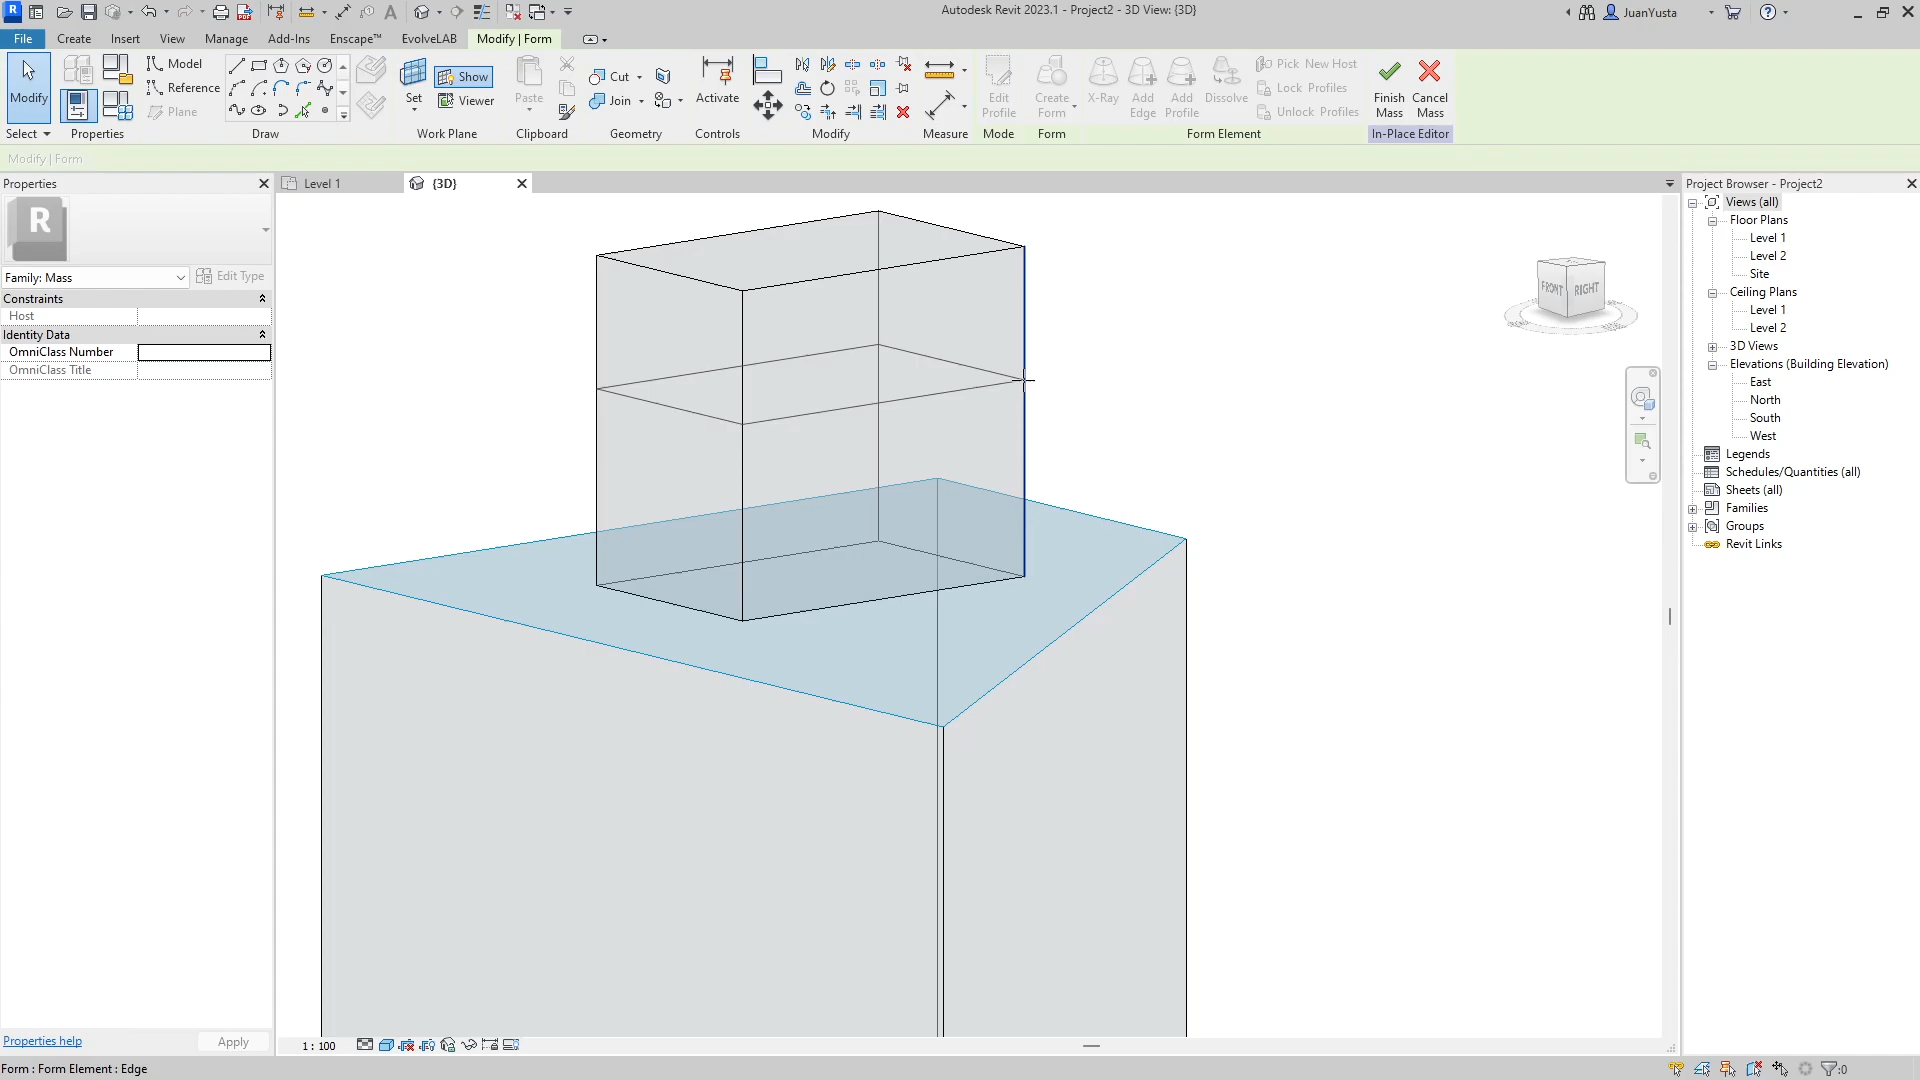 Autodesk Revit 2023.1 - Project2 - 3D View: {3D}
JuanYusta
File
Create
Insert
View
Manage
Add-Ins
Enscape™
EvolveLAB
Modify | Form
Modify
Select
Properties
Model
Reference
Plane
Draw
Set
Show
Viewer
Work Plane
Paste
Clipboard
Cut
Join
Geometry
Activate
Controls
Modify
Measure
Edit Profile
Mode
Create Form
Form
X-Ray
Add Edge
Add Profile
Dissolve
Pick New Host
Lock Profiles
Unlock Profiles
Form Element
Finish Mass
Cancel Mass
In-Place Editor
Modify | Form
Properties
R
Family: Mass
Edit Type
Constraints
Host
Identity Data
OmniClass Number
OmniClass Title
Properties help
Apply
Level 1
{3D}
FRONT
RIGHT
1 : 100
Project Browser - Project2
Views (all)
Floor Plans
Level 1
Level 2
Site
Ceiling Plans
Level 1
Level 2
3D Views
Elevations (Building Elevation)
East
North
South
West
Legends
Schedules/Quantities (all)
Sheets (all)
Families
Groups
Revit Links
Form : Form Element : Edge
:0